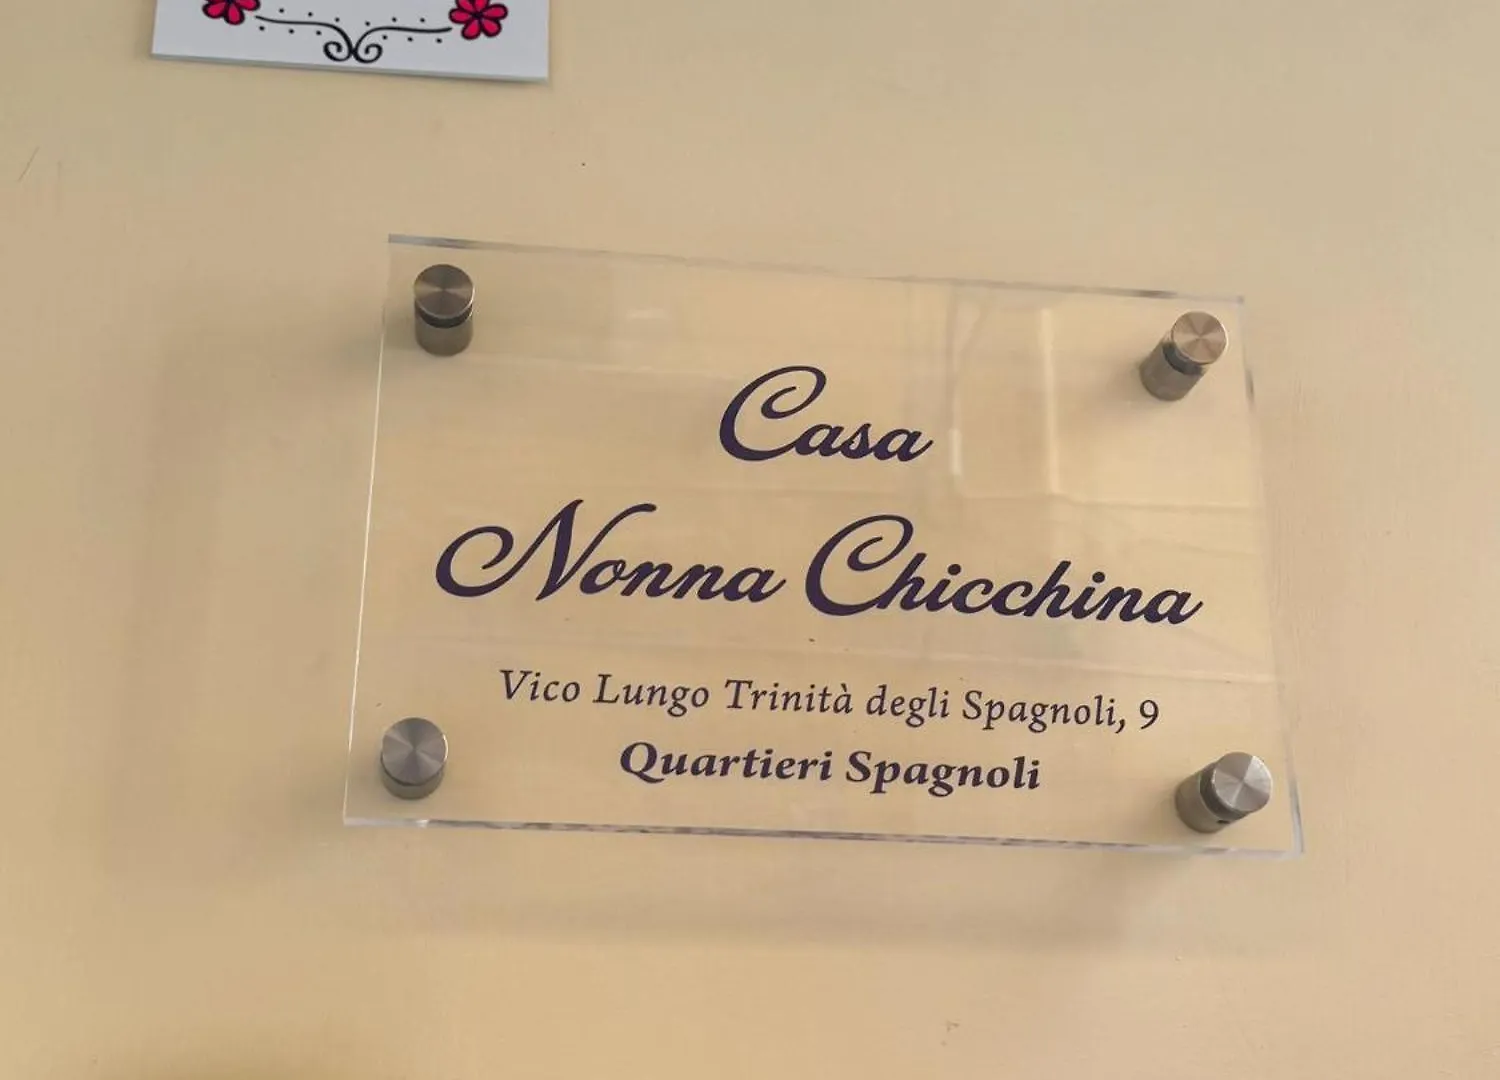 Casa
Nonna Chicchina
Vico Lungo Trinità degli Spagnoli, 9
Quartieri Spagnoli